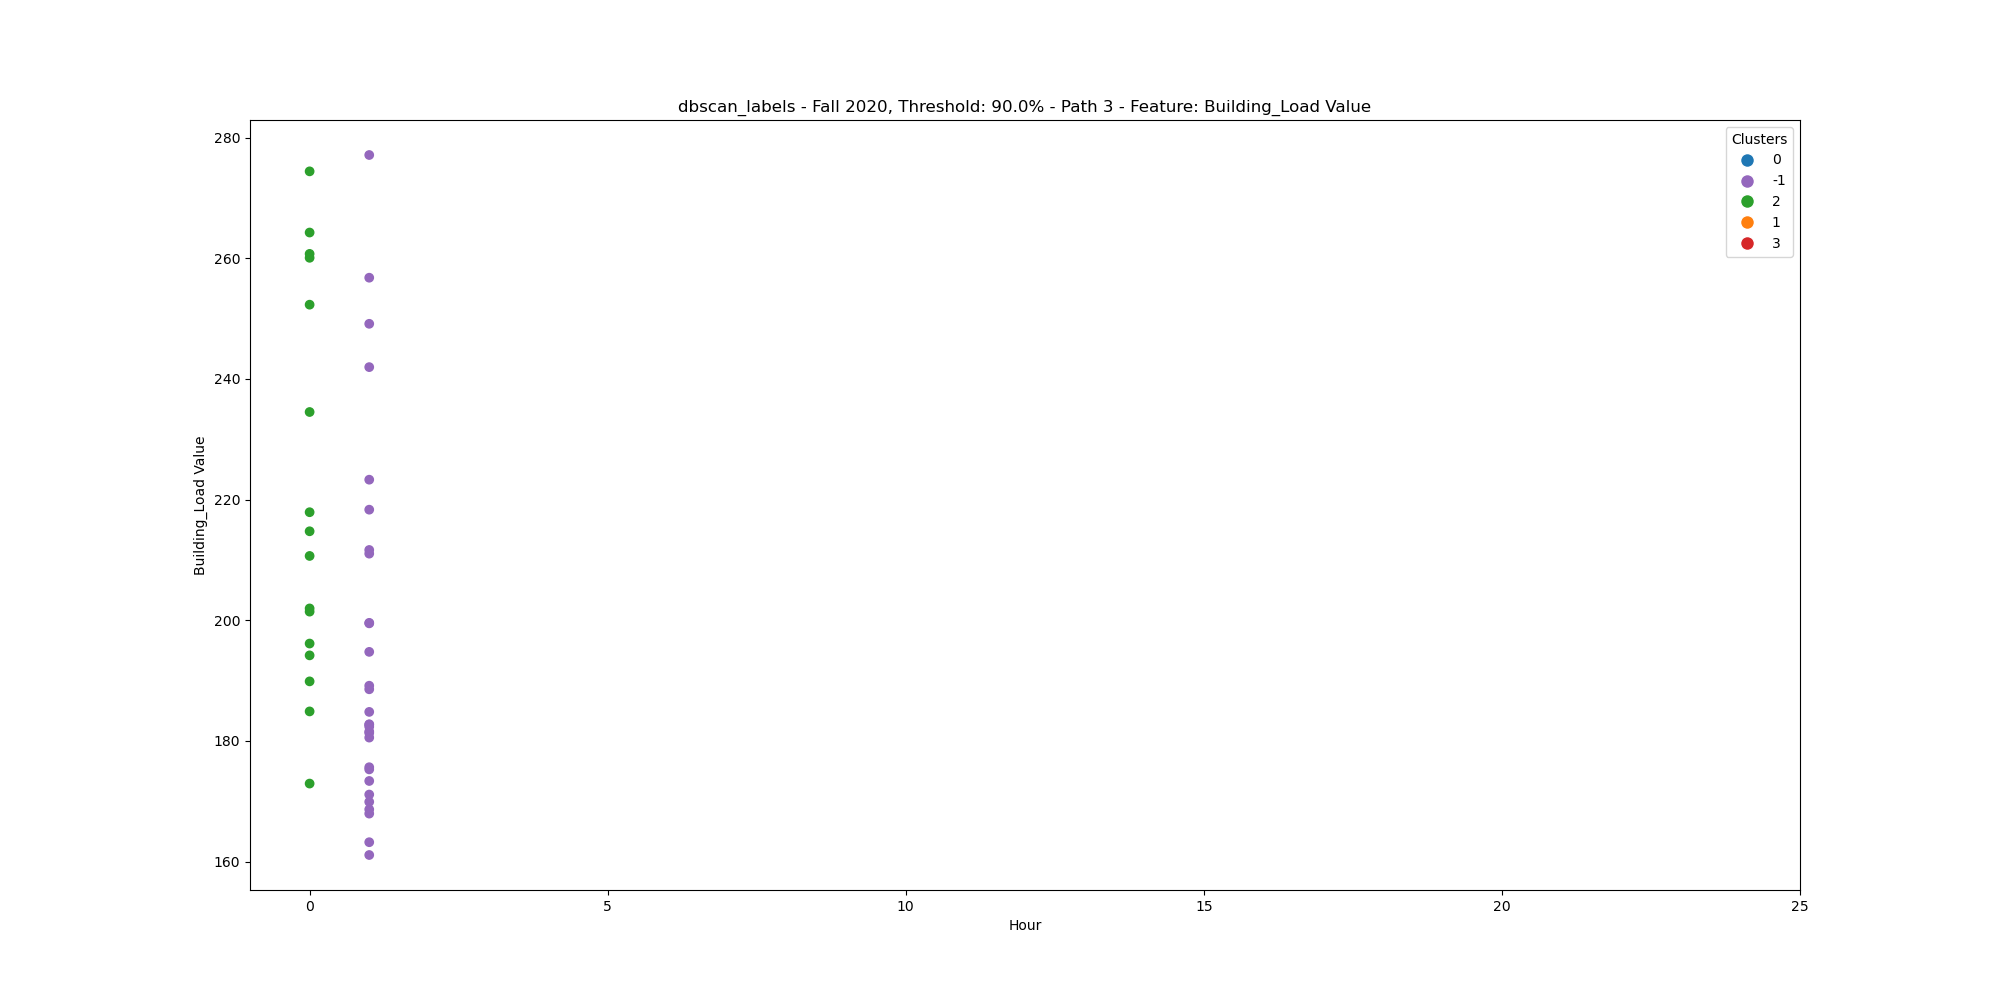 dbscan_labels - Fall 2020, Threshold: 90.0% - Path 3 - Feature: Building_Load Value
Clusters
0
-1
2
1
3
Building_Load Value
280
260
240
220
200
180
160
0 5 10 15 20 25
Hour